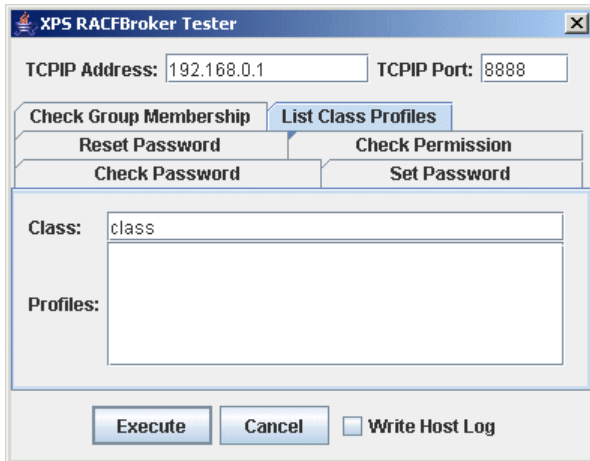 XPS RACFBroker Tester
TCPIP Address: 192.168.0.1 TCPIP Port: 8888
Check Group Membership List Class Profiles
Reset Password Check Permission
Check Password Set Password
Class: class
Profiles:
Execute Cancel Write Host Log